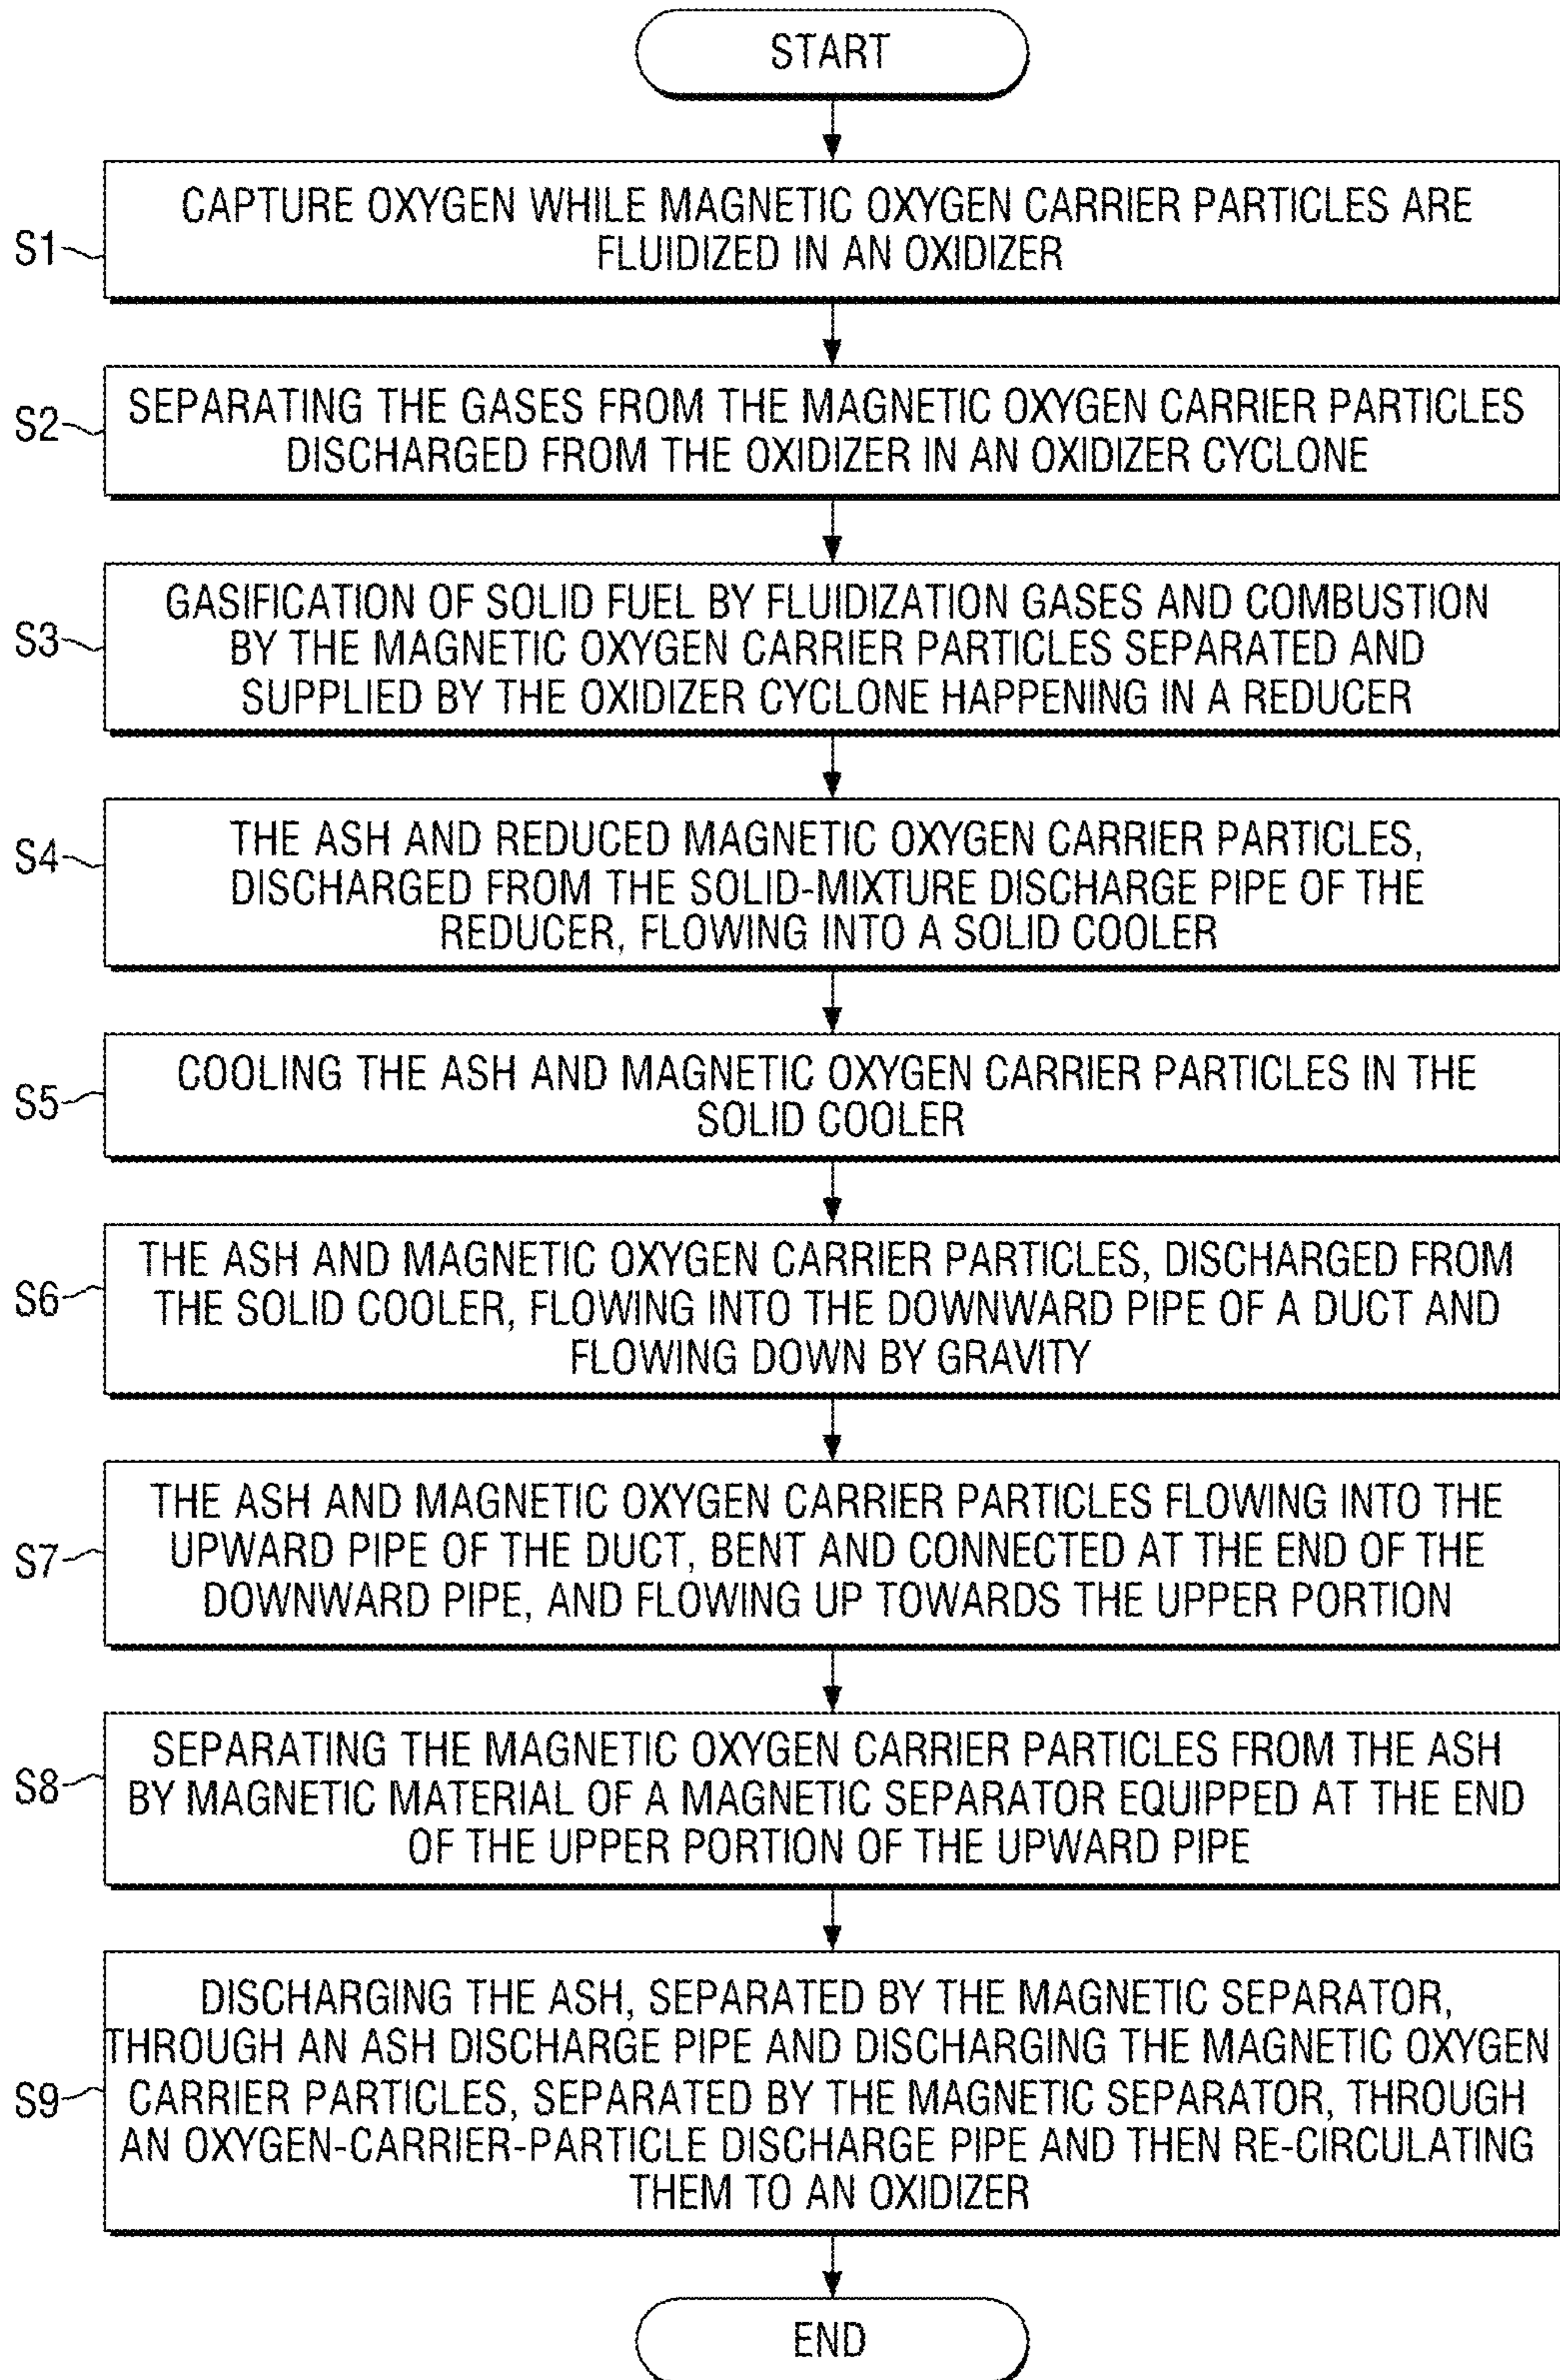 START
S1
CAPTURE OXYGEN WHILE MAGNETIC OXYGEN CARRIER PARTICLES ARE
FLUIDIZED IN AN OXIDIZER
S2
SEPARATING THE GASES FROM THE MAGNETIC OXYGEN CARRIER PARTICLES
DISCHARGED FROM THE OXIDIZER IN AN OXIDIZER CYCLONE
S3
GASIFICATION OF SOLID FUEL BY FLUIDIZATION GASES AND COMBUSTION
BY THE MAGNETIC OXYGEN CARRIER PARTICLES SEPARATED AND
SUPPLIED BY THE OXIDIZER CYCLONE HAPPENING IN A REDUCER
S4
THE ASH AND REDUCED MAGNETIC OXYGEN CARRIER PARTICLES,
DISCHARGED FROM THE SOLID-MIXTURE DISCHARGE PIPE OF THE
REDUCER, FLOWING INTO A SOLID COOLER
S5
COOLING THE ASH AND MAGNETIC OXYGEN CARRIER PARTICLES IN THE
SOLID COOLER
S6
THE ASH AND MAGNETIC OXYGEN CARRIER PARTICLES, DISCHARGED FROM
THE SOLID COOLER, FLOWING INTO THE DOWNWARD PIPE OF A DUCT AND
FLOWING DOWN BY GRAVITY
S7
THE ASH AND MAGNETIC OXYGEN CARRIER PARTICLES FLOWING INTO THE
UPWARD PIPE OF THE DUCT, BENT AND CONNECTED AT THE END OF THE
DOWNWARD PIPE, AND FLOWING UP TOWARDS THE UPPER PORTION
S8
SEPARATING THE MAGNETIC OXYGEN CARRIER PARTICLES FROM THE ASH
BY MAGNETIC MATERIAL OF A MAGNETIC SEPARATOR EQUIPPED AT THE END
OF THE UPPER PORTION OF THE UPWARD PIPE
S9
DISCHARGING THE ASH, SEPARATED BY THE MAGNETIC SEPARATOR,
THROUGH AN ASH DISCHARGE PIPE AND DISCHARGING THE MAGNETIC OXYGEN
CARRIER PARTICLES, SEPARATED BY THE MAGNETIC SEPARATOR, THROUGH
AN OXYGEN-CARRIER-PARTICLE DISCHARGE PIPE AND THEN RE-CIRCULATING
THEM TO AN OXIDIZER
END